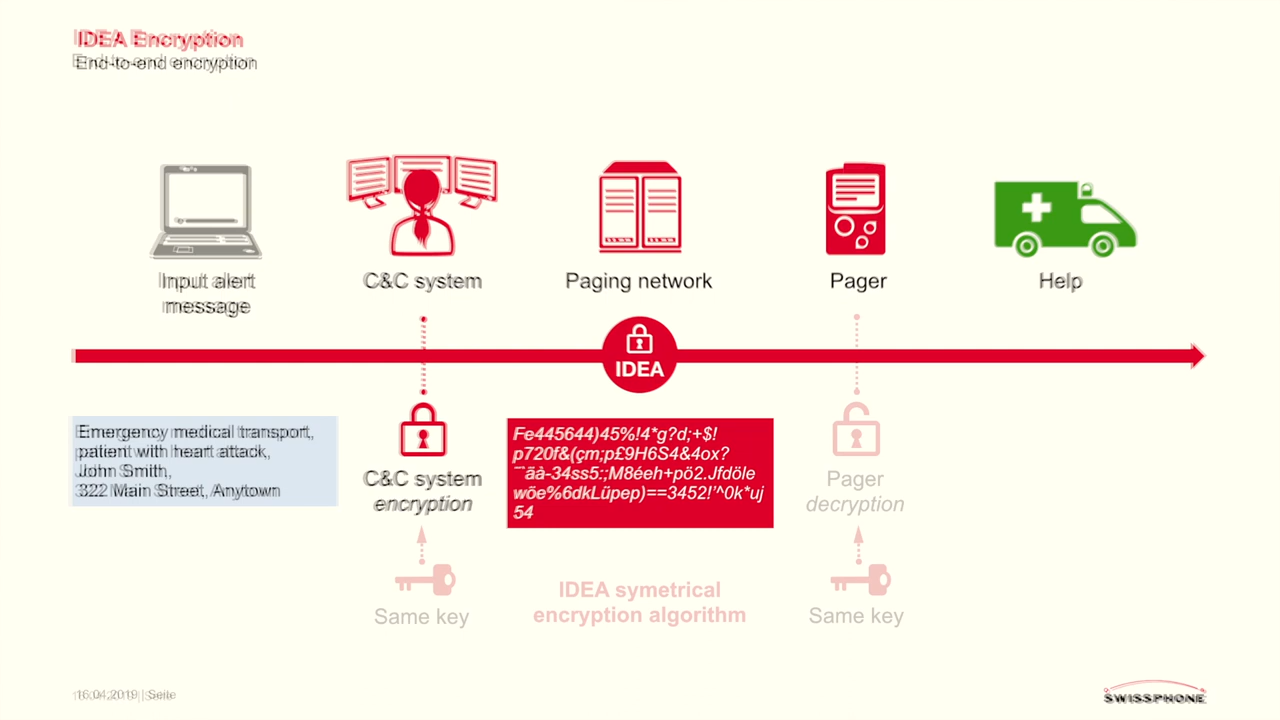 IDEA Encryption
End-to-end encryption
Input alert
message
C&C system
Paging network
Pager
Help
IDEA
Emergency medical transport,
patient with heart attack,
John Smith,
322 Main Street, Anytown
C&C system
encryption
Fe445644)45%!4*g?d;+$!
p720f&(çm;p£9H6S4&4ox?
¨¨äà-34ss5:;M8éeh+pö2.Jfdöle
wõe%6dkLüpep)==3452!'^0k*uj
54
Pager
decryption
Same key
IDEA symetrical
encryption algorithm
Same key
16.04.2019 | Seite
SWISSPHONE